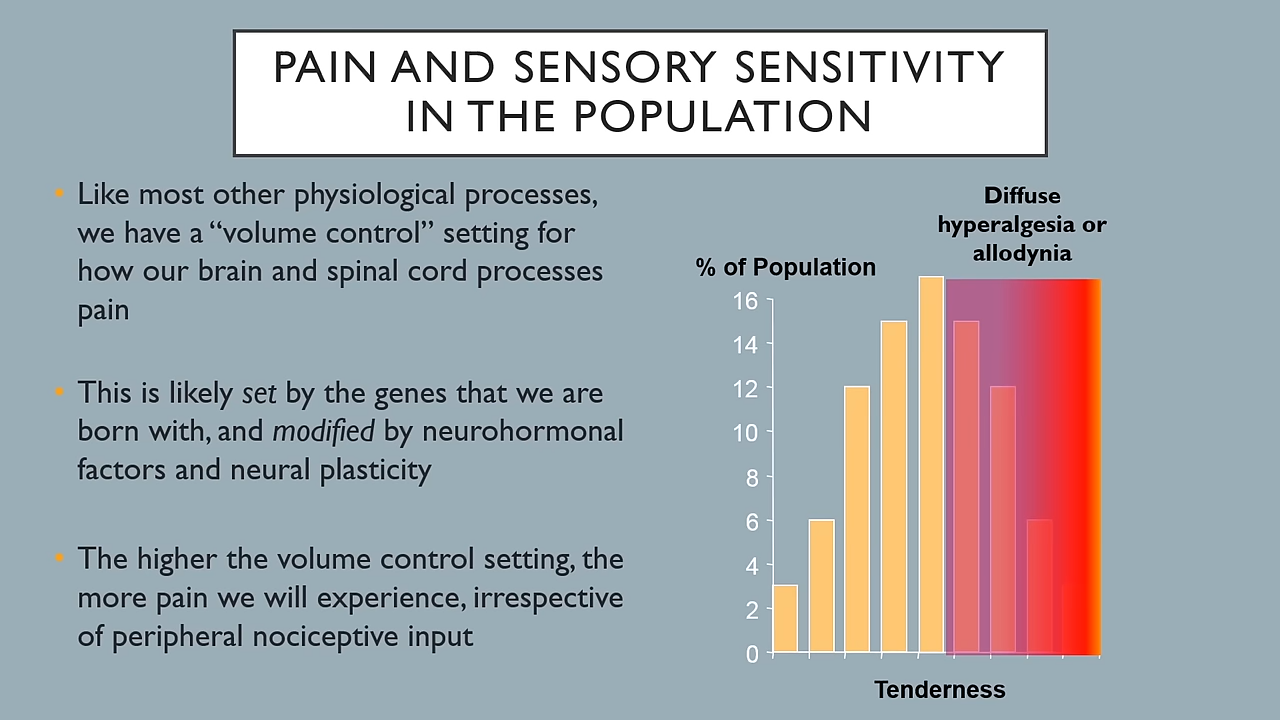 PAIN AND SENSORY SENSITIVITY
IN THE POPULATION
• Like most other physiological processes,
we have a “volume control” setting for
how our brain and spinal cord processes
pain
• This is likely set by the genes that we are
born with, and modified by neurohormonal
factors and neural plasticity
• The higher the volume control setting, the
more pain we will experience, irrespective
of peripheral nociceptive input
Diffuse
hyperalgesia or
allodynia
% of Population
16
14
12
10
8
6
4
2
0
Tenderness